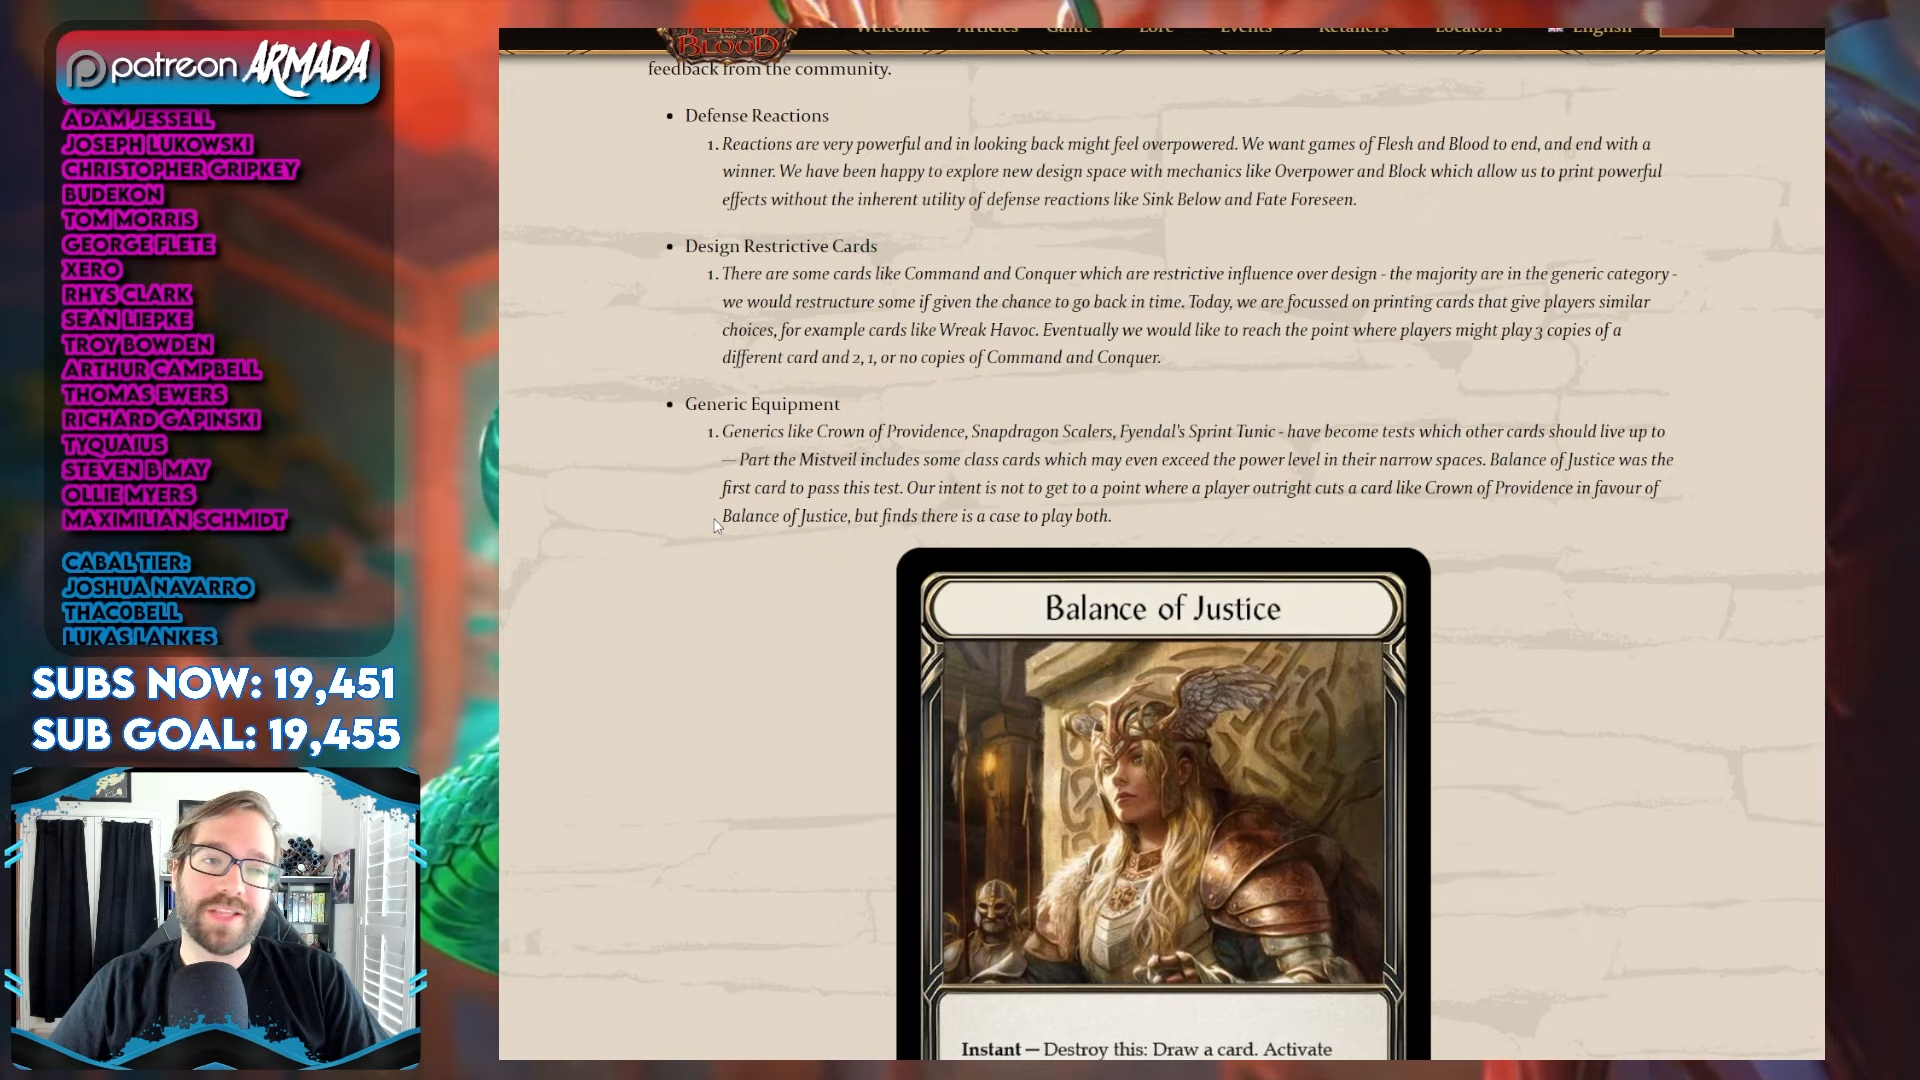 patreon ARMADA
ADAM JESSELL
JOSEPH LUKOWSKI
CHRISTOPHER GRIPKEY
BUDEKON
TOM MORRIS
GEORGE FLETE
XERO
RHYS CLARK
SEAN LIEPKE
TROY BOWDEN
ARTHUR CAMPBELL
THOMAS EWERS
RICHARD GAPINSKI
TYQUAIUS
STEVEN B MAY
OLLIE MYERS
MAXIMILIAN SCHMIDT
CABAL TIER:
JOSHUA NAVARRO
THAC0BELL
LUKAS LANKES
SUBS NOW: 19,451
SUB GOAL: 19,455
FLESH AND BLOOD
Welcome Articles Game Lore Events Retailers Locators English
feedback from the community.
• Defense Reactions
1. Reactions are very powerful and in looking back might feel overpowered. We want games of Flesh and Blood to end, and end with a
winner. We have been happy to explore new design space with mechanics like Overpower and Block which allow us to print powerful
effects without the inherent utility of defense reactions like Sink Below and Fate Foreseen.
• Design Restrictive Cards
1. There are some cards like Command and Conquer which are restrictive influence over design - the majority are in the generic category -
we would restructure some if given the chance to go back in time. Today, we are focussed on printing cards that give players similar
choices, for example cards like Wreak Havoc. Eventually we would like to reach the point where players might play 3 copies of a
different card and 2, 1, or no copies of Command and Conquer.
• Generic Equipment
1. Generics like Crown of Providence, Snapdragon Scalers, Fyendal's Sprint Tunic - have become tests which other cards should live up to
— Part the Mistveil includes some class cards which may even exceed the power level in their narrow spaces. Balance of Justice was the
first card to pass this test. Our intent is not to get to a point where a player outright cuts a card like Crown of Providence in favour of
Balance of Justice, but finds there is a case to play both.
Balance of Justice
Instant — Destroy this: Draw a card. Activate